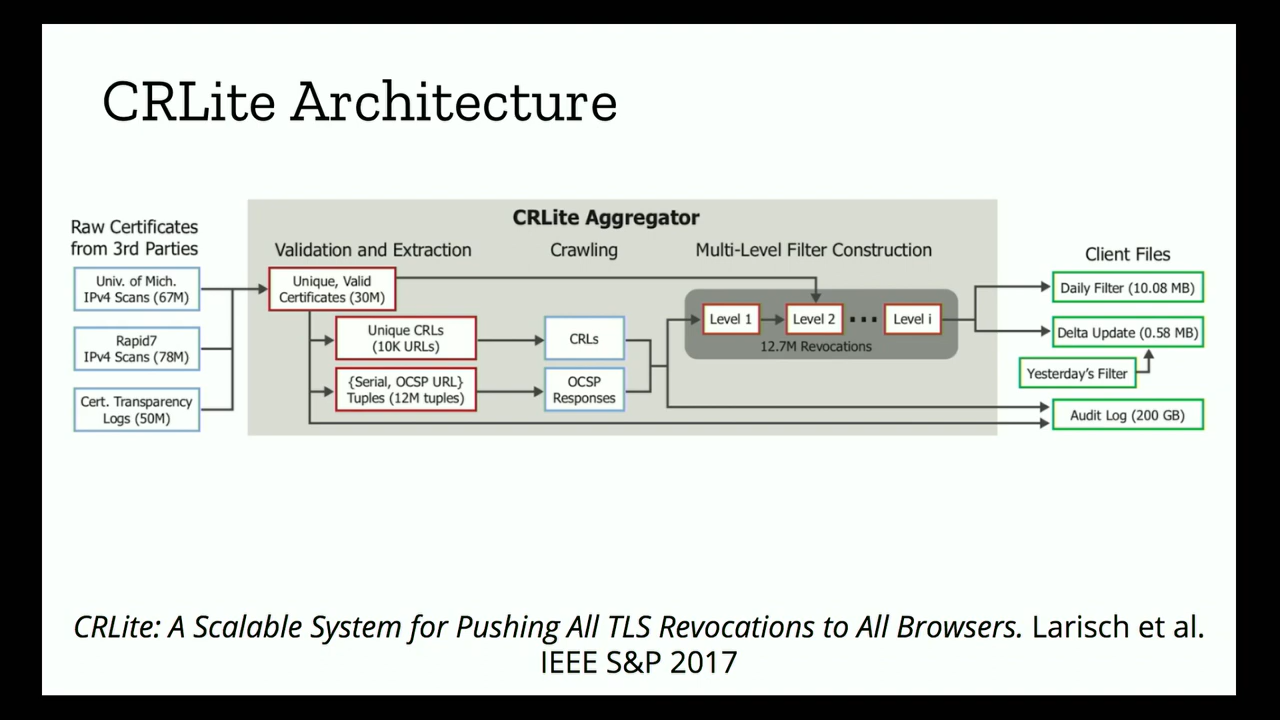 CRLite Architecture
CRLite Aggregator
Raw Certificates
from 3rd Parties
Validation and Extraction
Crawling
Multi-Level Filter Construction
Client Files
Univ. of Mich.
IPv4 Scans (67M)
Rapid7
IPv4 Scans (78M)
Cert. Transparency
Logs (50M)
Unique, Valid
Certificates (30M)
Unique CRLs
(10K URLs)
{Serial, OCSP URL}
Tuples (12M tuples)
CRLs
OCSP
Responses
Level 1
Level 2
...
Level i
12.7M Revocations
Daily Filter (10.08 MB)
Delta Update (0.58 MB)
Yesterday's Filter
Audit Log (200 GB)
CRLite: A Scalable System for Pushing All TLS Revocations to All Browsers. Larisch et al.
IEEE S&P 2017